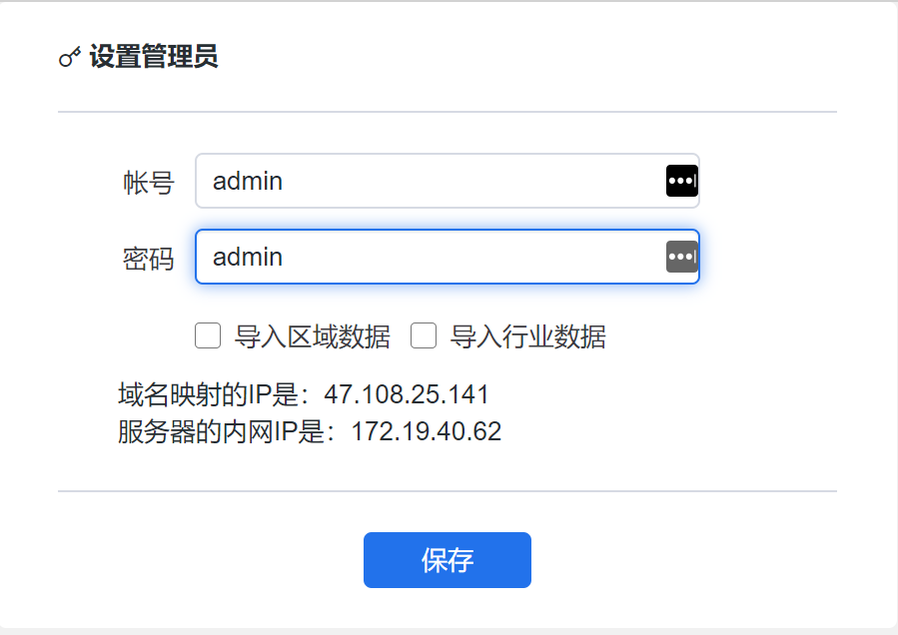 设置管理员
帐号 admin
密码 admin
导入区域数据 导入行业数据
域名映射的IP是：47.108.25.141
服务器的内网IP是：172.19.40.62
保存